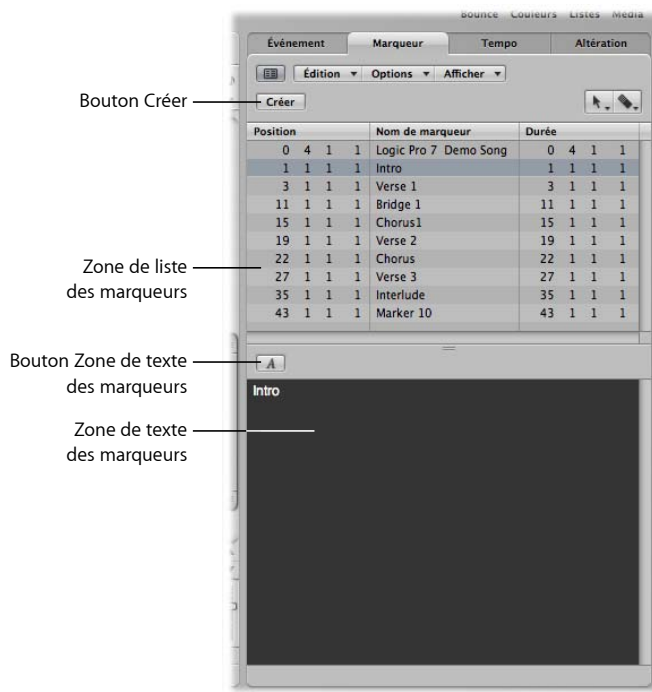 Bounce Couleurs Listes Média
Événement Marqueur Tempo Altération
Édition Options Afficher
Bouton Créer
Créer
Position Nom de marqueur Durée
0 4 1 1 Logic Pro 7 Demo Song 0 4 1 1
1 1 1 1 Intro 1 1 1 1
3 1 1 1 Verse 1 3 1 1 1
11 1 1 1 Bridge 1 11 1 1 1
15 1 1 1 Chorus1 15 1 1 1
19 1 1 1 Verse 2 19 1 1 1
22 1 1 1 Chorus 22 1 1 1
27 1 1 1 Verse 3 27 1 1 1
35 1 1 1 Interlude 35 1 1 1
43 1 1 1 Marker 10 43 1 1 1
Zone de liste
des marqueurs
Bouton Zone de texte
des marqueurs
A
Intro
Zone de texte
des marqueurs